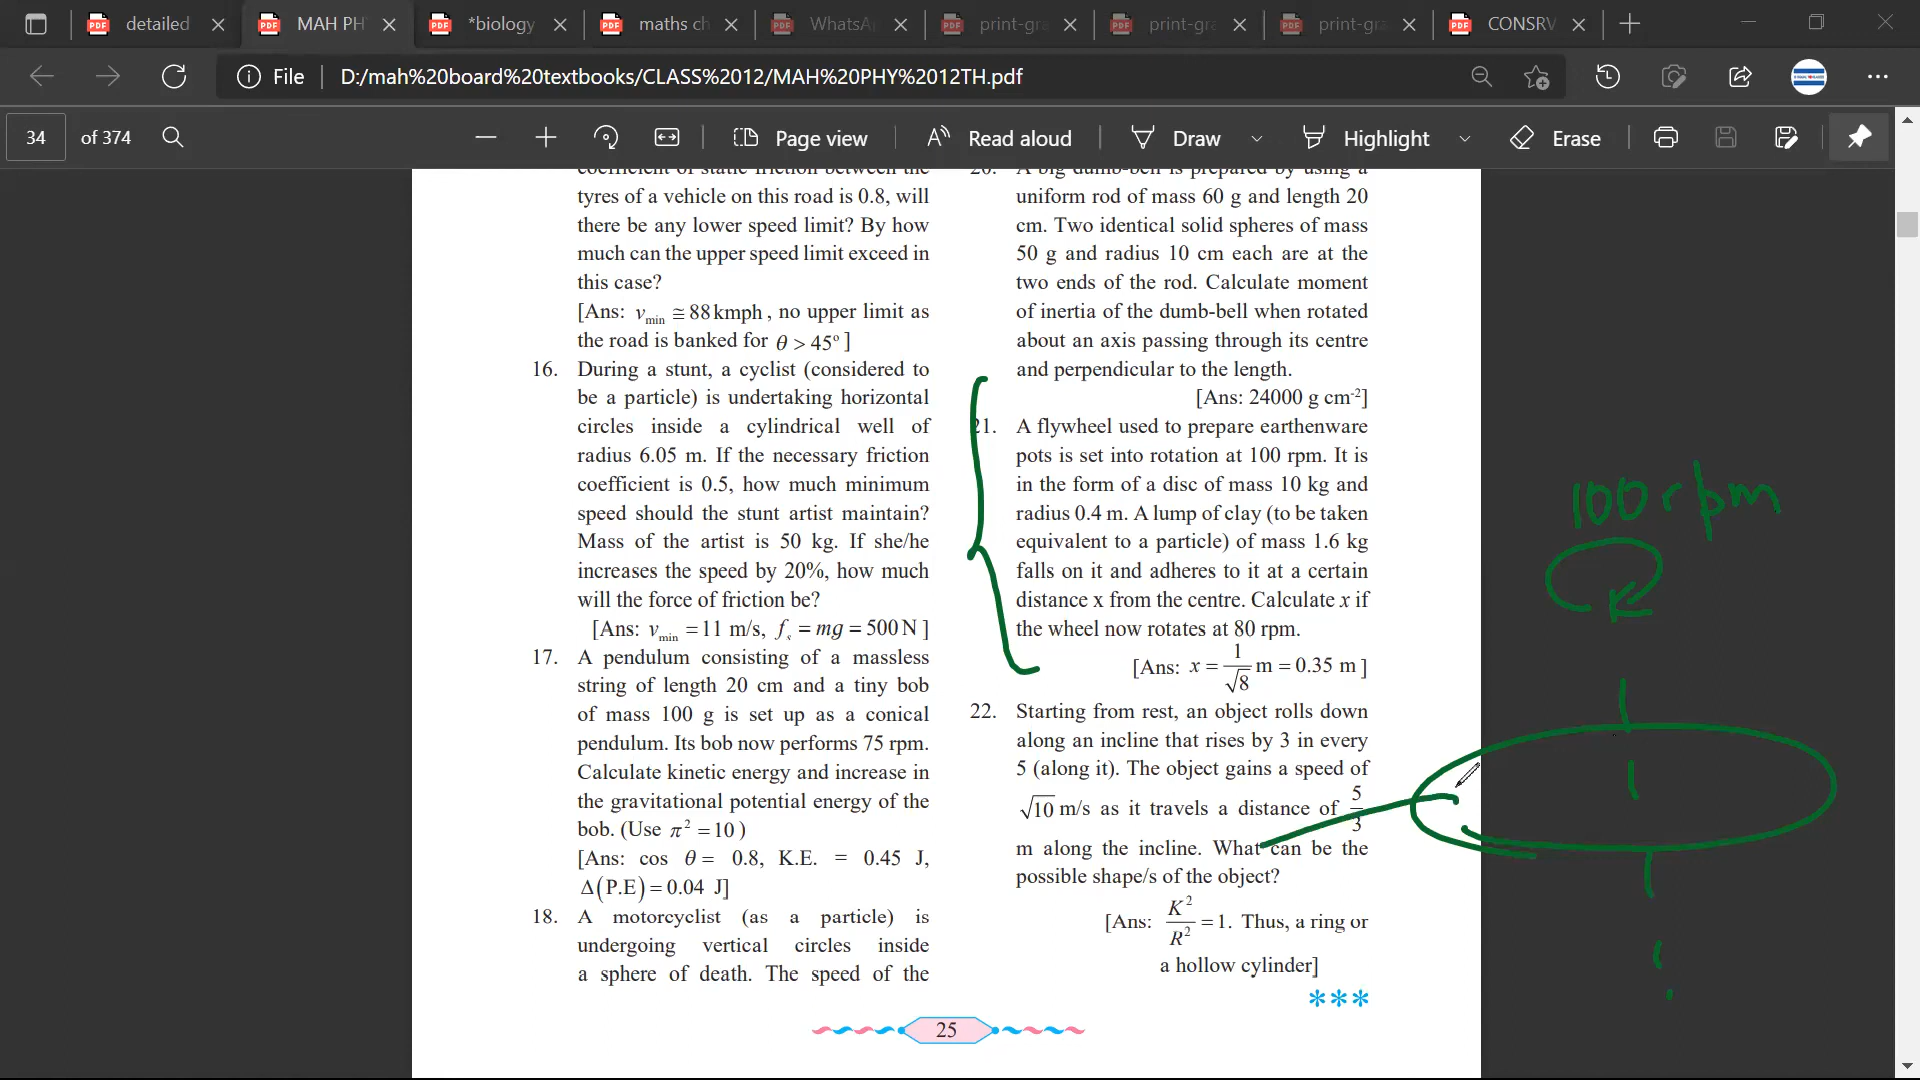 detailed
MAH PH
*biology
maths ch
WhatsA
print-gra
print-gra
print-gra
CONSRV
File
D:/mah%20board%20textbooks/CLASS%2012/MAH%20PHY%2012TH.pdf
34 of 374
Page view
Read aloud
Draw
Highlight
Erase
coefficient of static friction between the
tyres of a vehicle on this road is 0.8, will
there be any lower speed limit? By how
much can the upper speed limit exceed in
this case?
[Ans: vmin ≅ 88 kmph , no upper limit as
the road is banked for θ > 45° ]
16. During a stunt, a cyclist (considered to
be a particle) is undertaking horizontal
circles inside a cylindrical well of
radius 6.05 m. If the necessary friction
coefficient is 0.5, how much minimum
speed should the stunt artist maintain?
Mass of the artist is 50 kg. If she/he
increases the speed by 20%, how much
will the force of friction be?
[Ans: vmin = 11 m/s, fs = mg = 500 N ]
17. A pendulum consisting of a massless
string of length 20 cm and a tiny bob
of mass 100 g is set up as a conical
pendulum. Its bob now performs 75 rpm.
Calculate kinetic energy and increase in
the gravitational potential energy of the
bob. (Use π² = 10 )
[Ans: cos θ = 0.8, K.E. = 0.45 J,
Δ(P.E) = 0.04 J]
18. A motorcyclist (as a particle) is
undergoing vertical circles inside
a sphere of death. The speed of the
20. A big dumb-bell is prepared by using a
uniform rod of mass 60 g and length 20
cm. Two identical solid spheres of mass
50 g and radius 10 cm each are at the
two ends of the rod. Calculate moment
of inertia of the dumb-bell when rotated
about an axis passing through its centre
and perpendicular to the length.
[Ans: 24000 g cm⁻²]
21. A flywheel used to prepare earthenware
pots is set into rotation at 100 rpm. It is
in the form of a disc of mass 10 kg and
radius 0.4 m. A lump of clay (to be taken
equivalent to a particle) of mass 1.6 kg
falls on it and adheres to it at a certain
distance x from the centre. Calculate x if
the wheel now rotates at 80 rpm.
[Ans: x = 1/√8 m = 0.35 m ]
22. Starting from rest, an object rolls down
along an incline that rises by 3 in every
5 (along it). The object gains a speed of
√10 m/s as it travels a distance of 5/3
m along the incline. What can be the
possible shape/s of the object?
[Ans: K²/R² = 1. Thus, a ring or
a hollow cylinder]
***
25
100 rpm